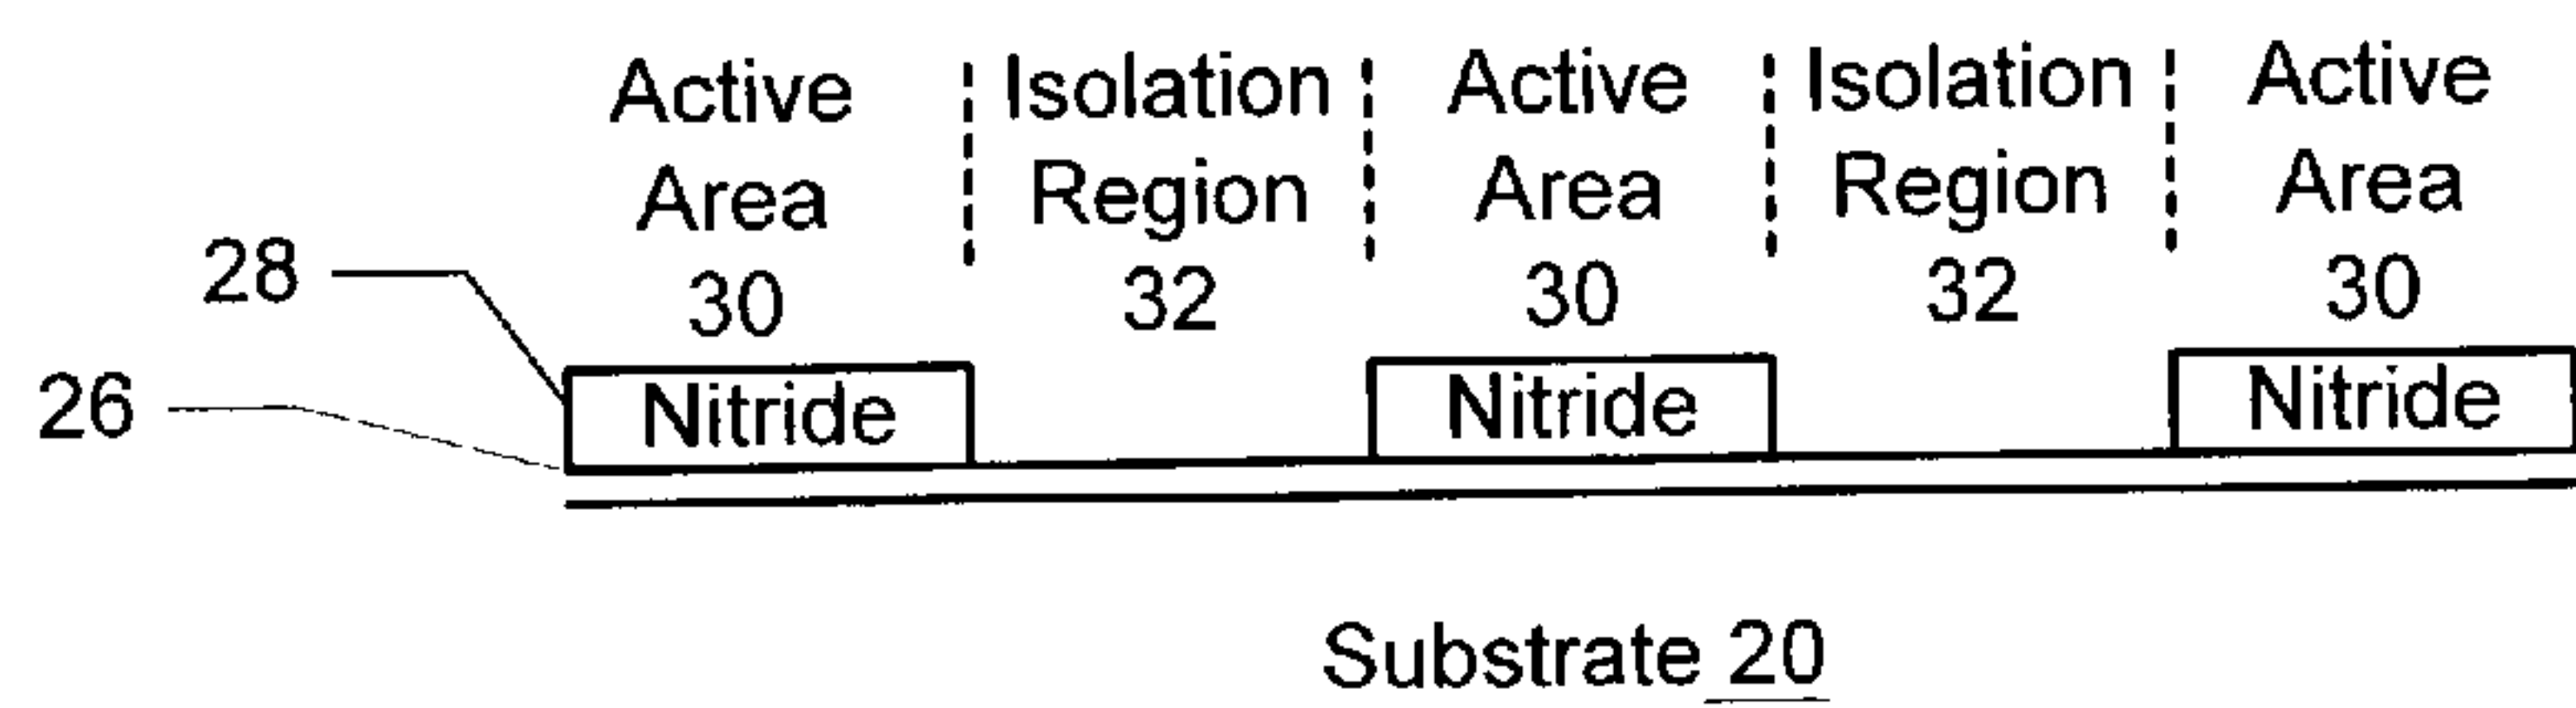 Active Isolation Active Isolation Active
Area Region Area Region Area
28 30 32 30 32 30
26 Nitride Nitride Nitride
Substrate 20